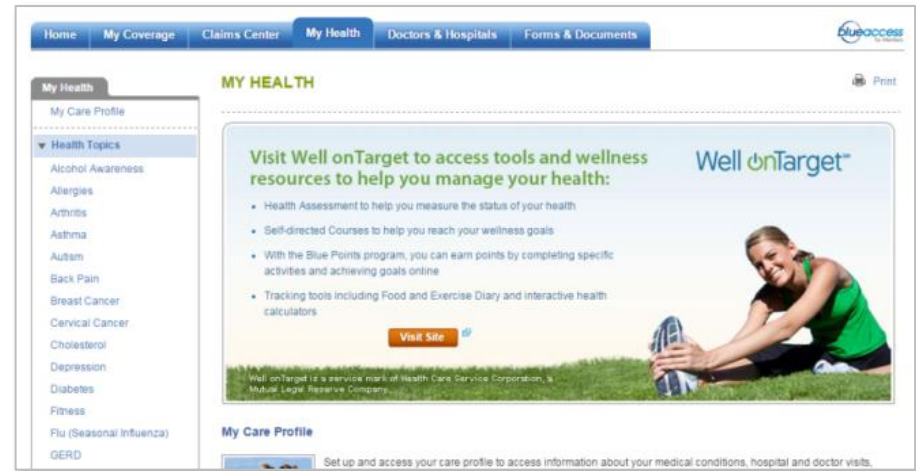 Home My Coverage Claims Center My Health Doctors & Hospitals Forms & Documents
blueaccess
for Members
My Health
My Care Profile
Health Topics
Alcohol Awareness
Allergies
Arthritis
Asthma
Autism
Back Pain
Breast Cancer
Cervical Cancer
Cholesterol
Depression
Diabetes
Fitness
Flu (Seasonal Influenza)
GERD
MY HEALTH
Print
Visit Well onTarget to access tools and wellness
resources to help you manage your health:
• Health Assessment to help you measure the status of your health
• Self-directed Courses to help you reach your wellness goals
• With the Blue Points program, you can earn points by completing specific
activities and achieving goals online
• Tracking tools including Food and Exercise Diary and interactive health
calculators
Visit Site
Well onTarget℠
Well onTarget is a service mark of Health Care Service Corporation, a
Mutual Legal Reserve Company.
My Care Profile
Set up and access your care profile to access information about your medical conditions, hospital and doctor visits,